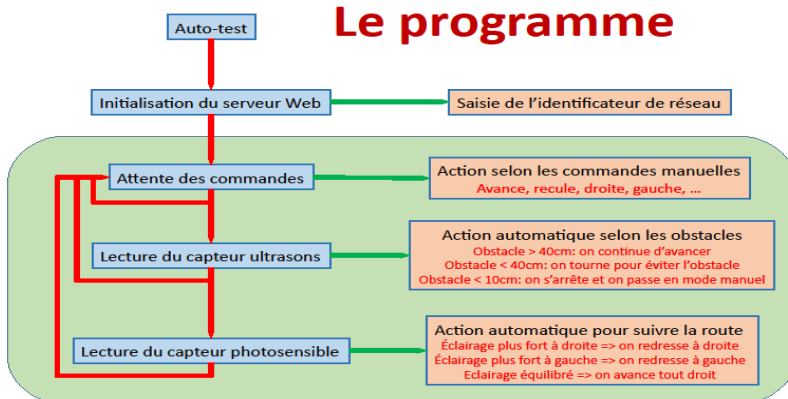 Le programme
Auto-test
Initialisation du serveur Web
Saisie de l’identificateur de réseau
Attente des commandes
Action selon les commandes manuelles
Avance, recule, droite, gauche, ...
Lecture du capteur ultrasons
Action automatique selon les obstacles
Obstacle > 40cm: on continue d’avancer
Obstacle < 40cm: on tourne pour éviter l’obstacle
Obstacle < 10cm: on s’arrête et on passe en mode manuel
Lecture du capteur photosensible
Action automatique pour suivre la route
Éclairage plus fort à droite => on redresse à droite
Éclairage plus fort à gauche => on redresse à gauche
Eclairage équilibré => on avance tout droit